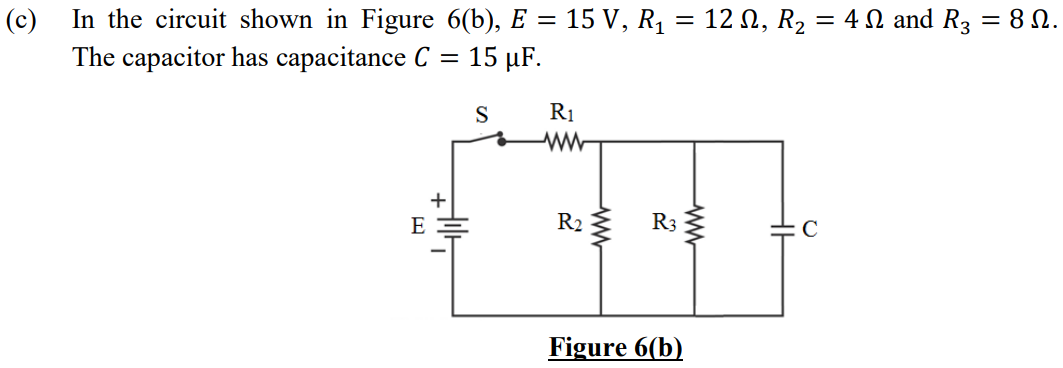 (c) In the circuit shown in Figure 6(b), E = 15 V, R₁ = 12 Ω, R₂ = 4 Ω and R₃ = 8 Ω.
The capacitor has capacitance C = 15 μF.
S R₁
+
E R₂ R₃ C
−
Figure 6(b)